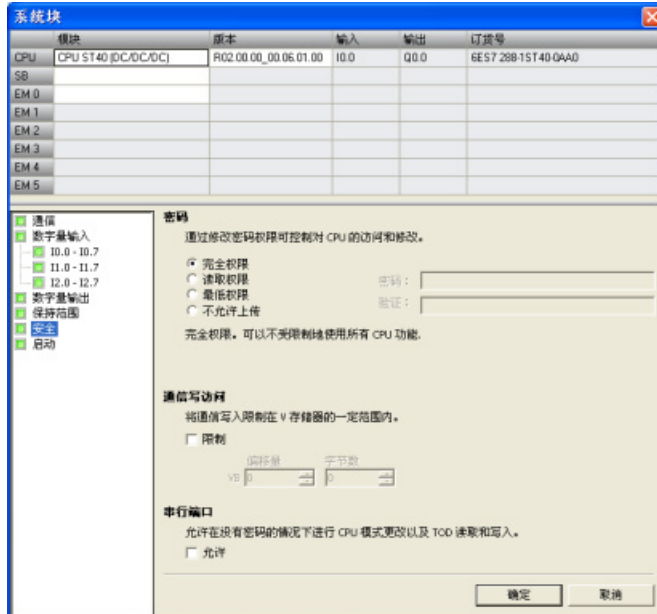 系统块
模块 版本 输入 输出 订货号
CPU CPU ST40 (DC/DC/DC) R02.00.00_00.06.01.00 I0.0 Q0.0 6ES7 288-1ST40-0AA0
SB
EM 0
EM 1
EM 2
EM 3
EM 4
EM 5
通信
数字量输入
I0.0 - I0.7
I1.0 - I1.7
I2.0 - I2.7
数字量输出
保持范围
安全
启动
密码
通过修改密码权限可控制对 CPU 的访问和修改。
完全权限
读取权限 密码：
最低权限 验证：
不允许上传
完全权限。可以不受限制地使用所有 CPU 功能.
通信写访问
将通信写入限制在 V 存储器的一定范围内。
限制
偏移量 字节数
VB 0 0
串行端口
允许在没有密码的情况下进行 CPU 模式更改以及 TOD 读取和写入。
允许
确定 取消